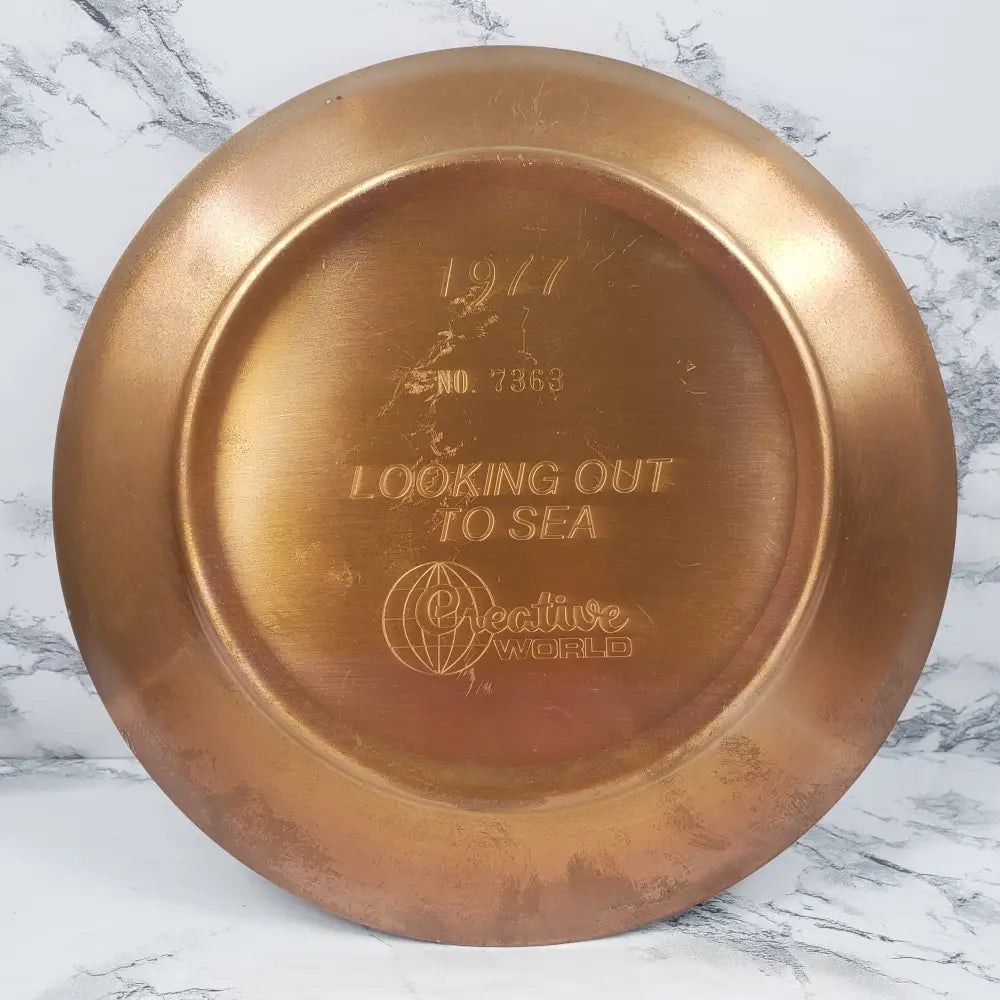 1977
NO. 7363
LOOKING OUT
TO SEA
Creative
WORLD